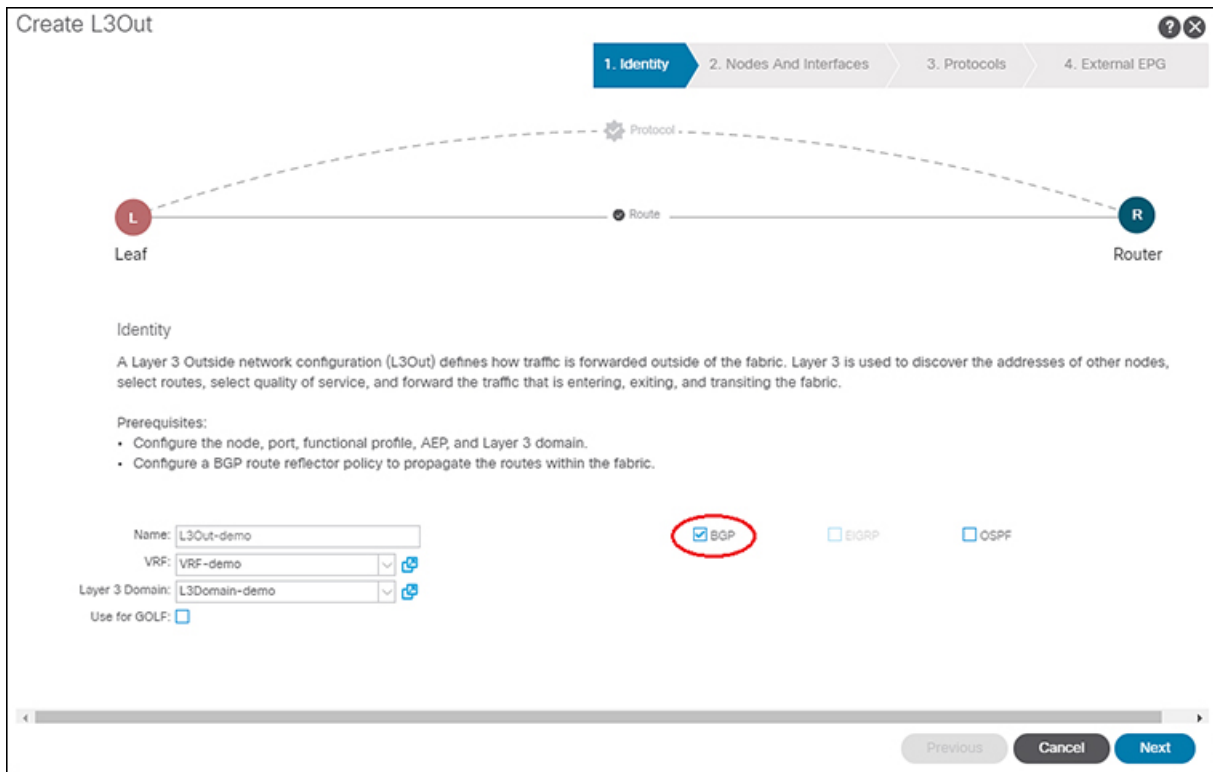 Create L3Out
1. Identity
2. Nodes And Interfaces
3. Protocols
4. External EPG
Protocol
L
Route
R
Leaf
Router
Identity
A Layer 3 Outside network configuration (L3Out) defines how traffic is forwarded outside of the fabric. Layer 3 is used to discover the addresses of other nodes,
select routes, select quality of service, and forward the traffic that is entering, exiting, and transiting the fabric.
Prerequisites:
• Configure the node, port, functional profile, AEP, and Layer 3 domain.
• Configure a BGP route reflector policy to propagate the routes within the fabric.
Name: L3Out-demo
BGP
EIGRP
OSPF
VRF: VRF-demo
Layer 3 Domain: L3Domain-demo
Use for GOLF:
Previous
Cancel
Next